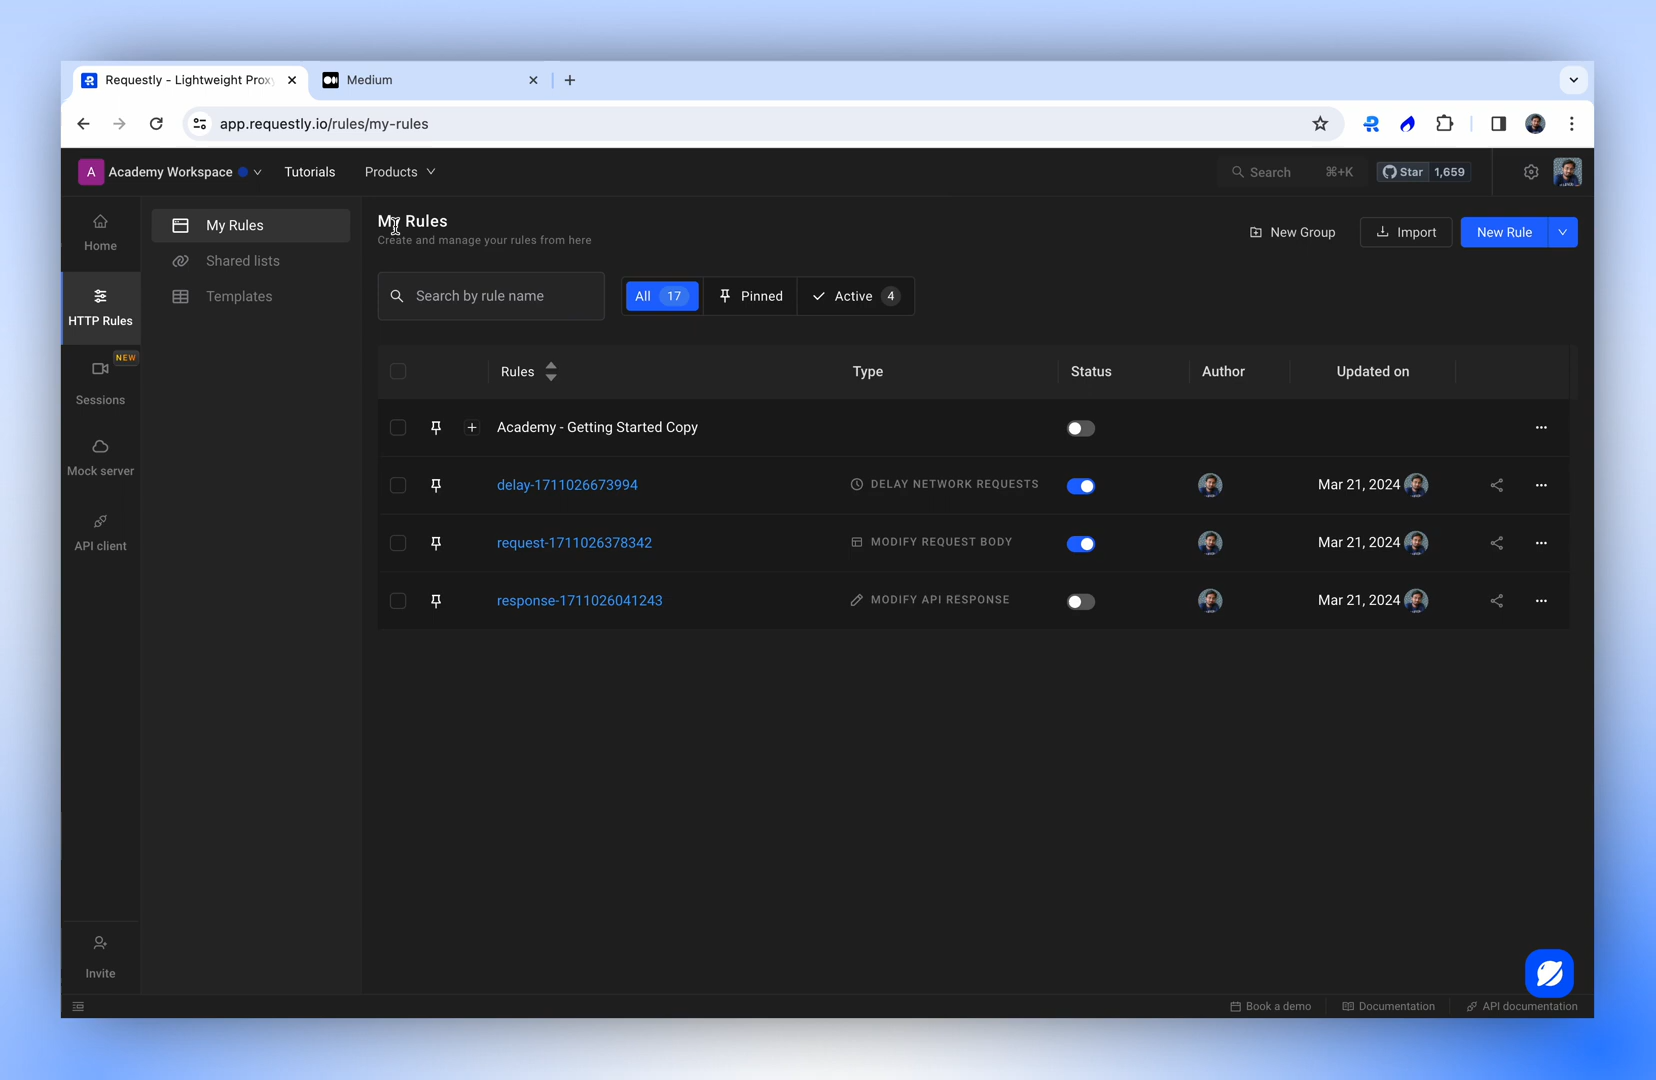 Requestly - Lightweight Prox
Medium
app.requestly.io/rules/my-rules
A Academy Workspace Tutorials Products Search ⌘+K Star 1,659
Home
HTTP Rules
NEW
Sessions
Mock server
API client
Invite
My Rules
Shared lists
Templates
My Rules
Create and manage your rules from here
New Group Import New Rule
Search by rule name All 17 Pinned Active 4
Rules Type Status Author Updated on
Academy - Getting Started Copy
delay-1711026673994 DELAY NETWORK REQUESTS Mar 21, 2024
request-1711026378342 MODIFY REQUEST BODY Mar 21, 2024
response-1711026041243 MODIFY API RESPONSE Mar 21, 2024
Book a demo Documentation API documentation